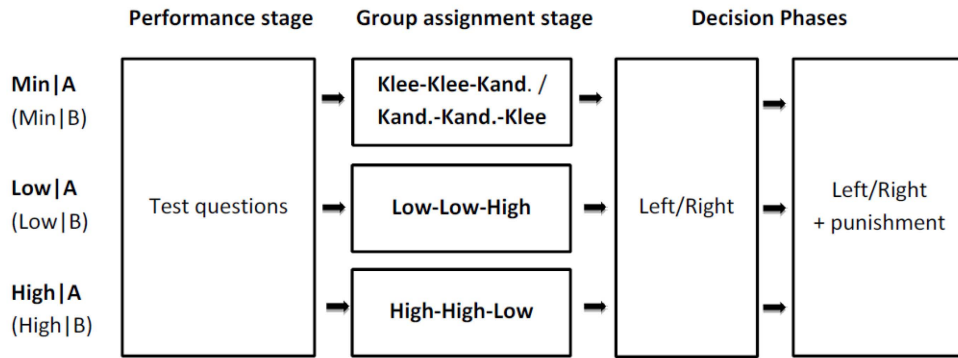 Performance stage
Group assignment stage
Decision Phases
Min|A
(Min|B)
Klee-Klee-Kand. /
Kand.-Kand.-Klee
Low|A
(Low|B)
Test questions
Low-Low-High
Left/Right
Left/Right
+ punishment
High|A
(High|B)
High-High-Low